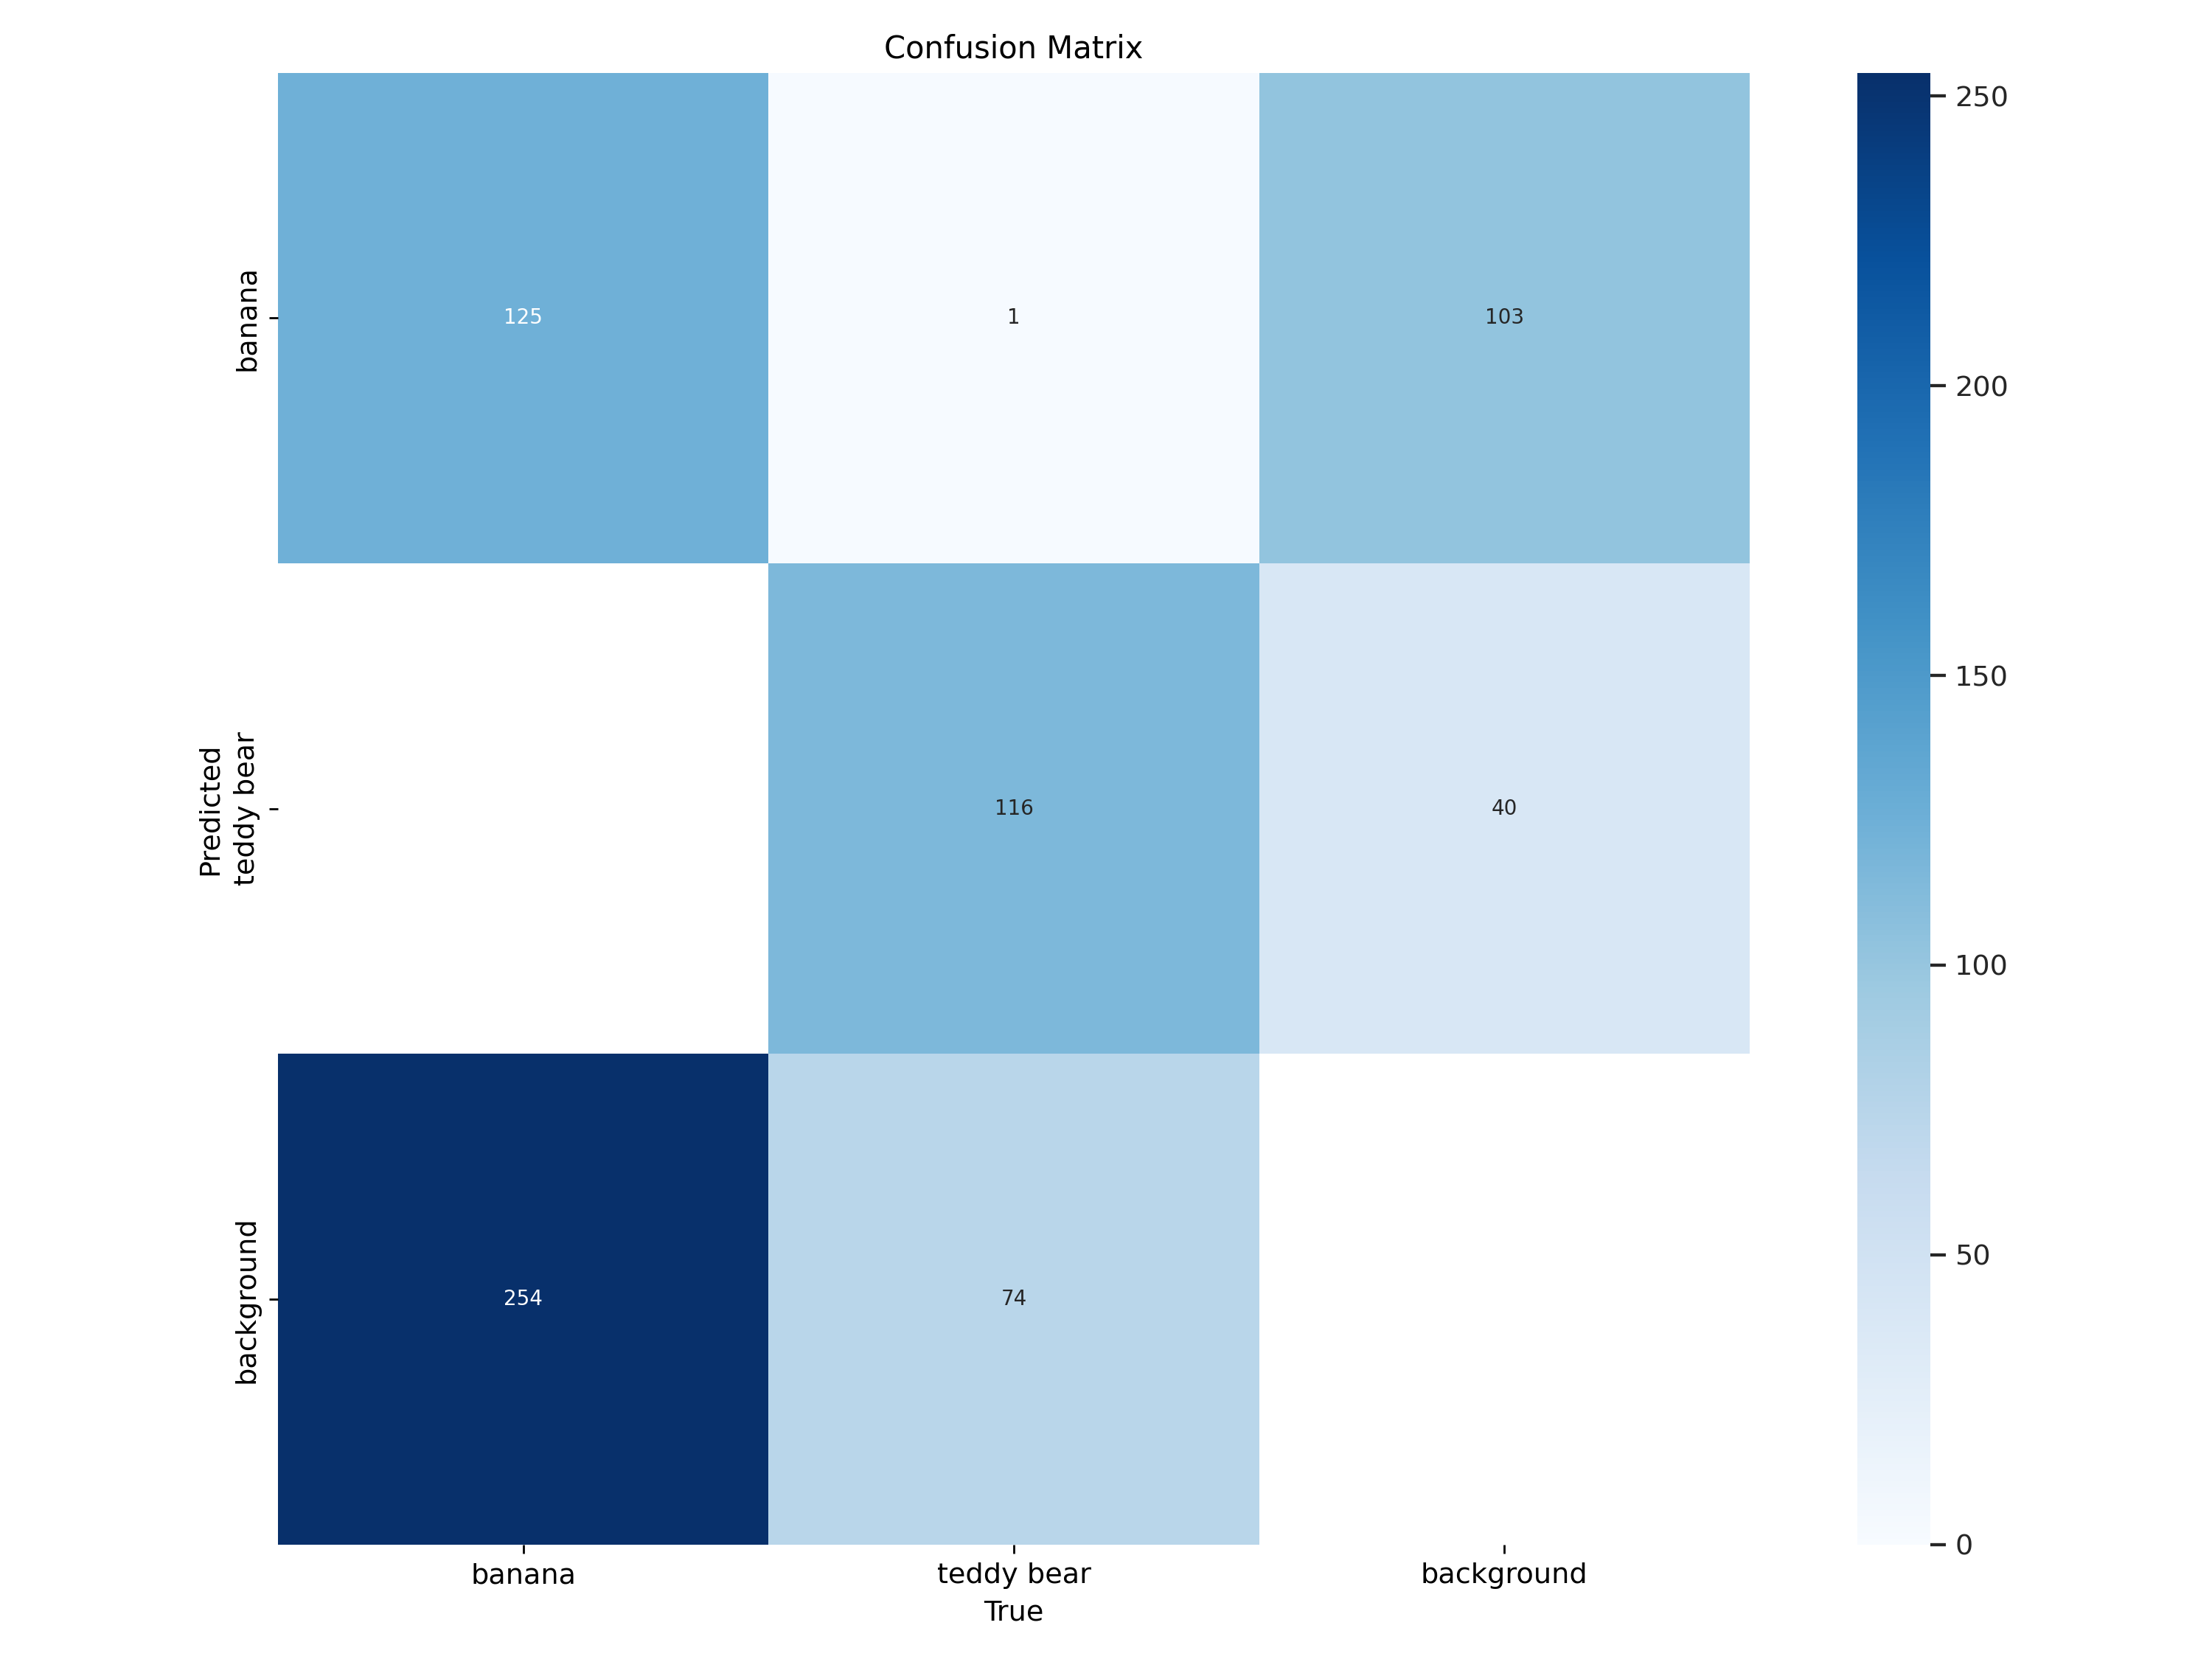 Confusion Matrix
banana
125
1
103
250
200
150
Predicted
teddy bear
116
40
100
background
254
74
50
0
banana
teddy bear
background
True